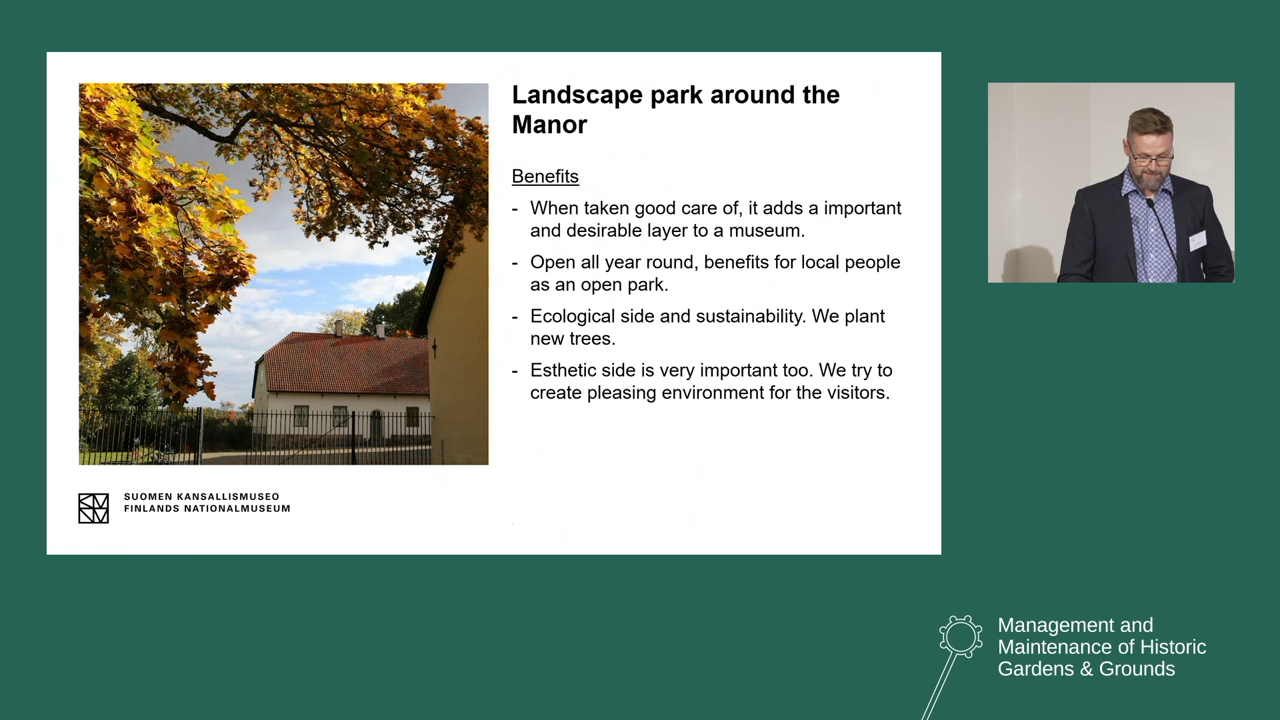 Landscape park around the
Manor
Benefits
- When taken good care of, it adds a important
and desirable layer to a museum.
- Open all year round, benefits for local people
as an open park.
- Ecological side and sustainability. We plant
new trees.
- Esthetic side is very important too. We try to
create pleasing environment for the visitors.
SUOMEN KANSALLISMUSEO
FINLANDS NATIONALMUSEUM
Management and
Maintenance of Historic
Gardens & Grounds